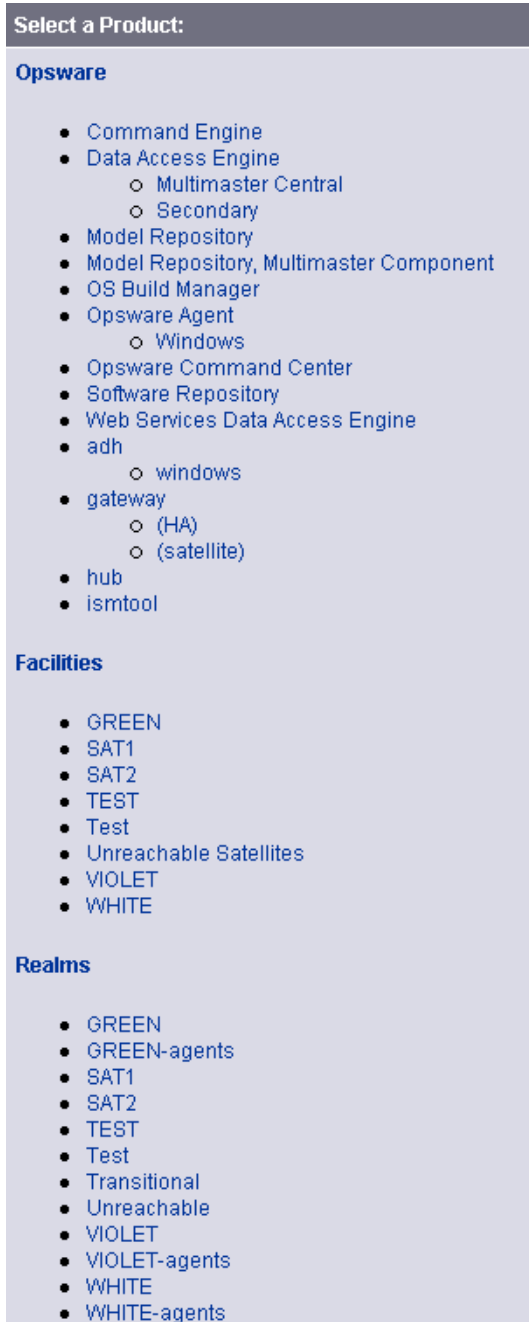 Select a Product:
Opsware
Command Engine
Data Access Engine
Multimaster Central
Secondary
Model Repository
Model Repository, Multimaster Component
OS Build Manager
Opsware Agent
Windows
Opsware Command Center
Software Repository
Web Services Data Access Engine
adh
windows
gateway
(HA)
(satellite)
hub
ismtool
Facilities
GREEN
SAT1
SAT2
TEST
Test
Unreachable Satellites
VIOLET
WHITE
Realms
GREEN
GREEN-agents
SAT1
SAT2
TEST
Test
Transitional
Unreachable
VIOLET
VIOLET-agents
WHITE
WHITE-agents